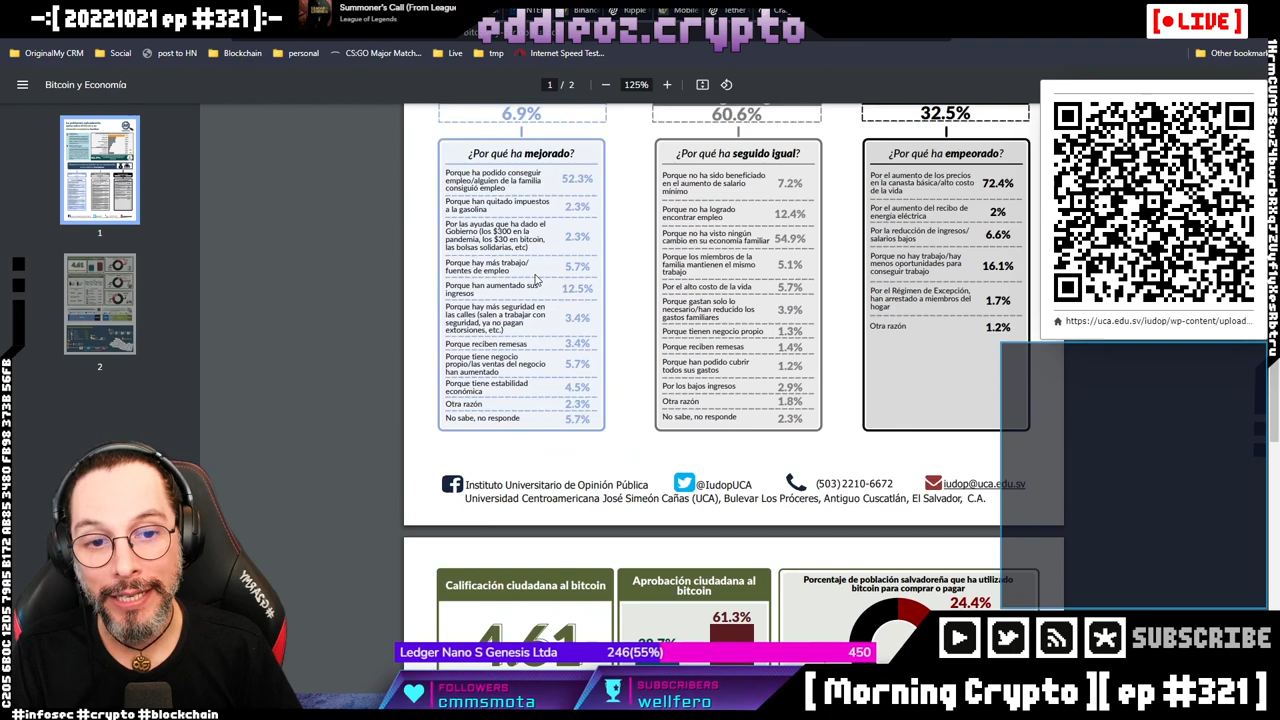 -:[ 20221021 ep #321]:-
Summoner's Call (From League
League of Legends
eddieoz.crypto
Ripple
Mobile
Tether
[ LIVE ]
OriginalMy CRM
Social
post to HN
Blockchain
personal
CS:GO Major Match...
Live
tmp
Internet Speed Test...
Other bookmar
Bitcoin y Economía
1 / 2
125%
1
2
6.9%
60.6%
32.5%
¿Por qué ha mejorado?
Porque ha podido conseguir
empleo/alguien de la familia
consiguió empleo
52.3%
Porque han quitado impuestos
a la gasolina
2.3%
Por las ayudas que ha dado el
Gobierno (los $300 en la
pandemia, los $30 en bitcoin,
las bolsas solidarias, etc)
2.3%
Porque hay más trabajo/
fuentes de empleo
5.7%
Porque han aumentado sus
ingresos
12.5%
Porque hay más seguridad en
las calles (salen a trabajar con
seguridad, ya no pagan
extorsiones, etc.)
3.4%
Porque reciben remesas
3.4%
Porque tiene negocio
propio/las ventas del negocio
han aumentado
5.7%
Porque tiene estabilidad
económica
4.5%
Otra razón
2.3%
No sabe, no responde
5.7%
¿Por qué ha seguido igual?
Porque no ha sido beneficiado
en el aumento de salario
mínimo
7.2%
Porque no ha logrado
encontrar empleo
12.4%
Porque no ha visto ningún
cambio en su economía familiar
54.9%
Porque los miembros de la
familia mantienen el mismo
trabajo
5.1%
Por el alto costo de la vida
5.7%
Porque gastan solo lo
necesario/han reducido los
gastos familiares
3.9%
Porque tienen negocio propio
1.3%
Porque reciben remesas
1.4%
Porque han podido cubrir
todos sus gastos
1.2%
Por los bajos ingresos
2.9%
Otra razón
1.8%
No sabe, no responde
2.3%
¿Por qué ha empeorado?
Por el aumento de los precios
en la canasta básica/alto costo
de la vida
72.4%
Por el aumento del recibo de
energía eléctrica
2%
Por la reducción de ingresos/
salarios bajos
6.6%
Porque no hay trabajo/hay
menos oportunidades para
conseguir trabajo
16.1%
Por el Régimen de Excepción,
han arrestado a miembros del
hogar
1.7%
Otra razón
1.2%
https://uca.edu.sv/iudop/wp-content/upload...
Instituto Universitario de Opinión Pública
@IudopUCA
(503) 2210-6672
iudop@uca.edu.sv
Universidad Centroamericana José Simeón Cañas (UCA), Bulevar Los Próceres, Antiguo Cuscatlán, El Salvador, C.A.
Calificación ciudadana al bitcoin
4.61
Aprobación ciudadana al
bitcoin
61.3%
Porcentaje de población salvadoreña que ha utilizado
bitcoin para comprar o pagar
24.4%
Ledger Nano S Genesis Ltda
246(55%)
450
FOLLOWERS
cmmsmota
SUBSCRIBERS
wellfero
SUBSCRIBE
[ Morning Crypto ][ ep #321 ]
#infosec #crypto #blockchain